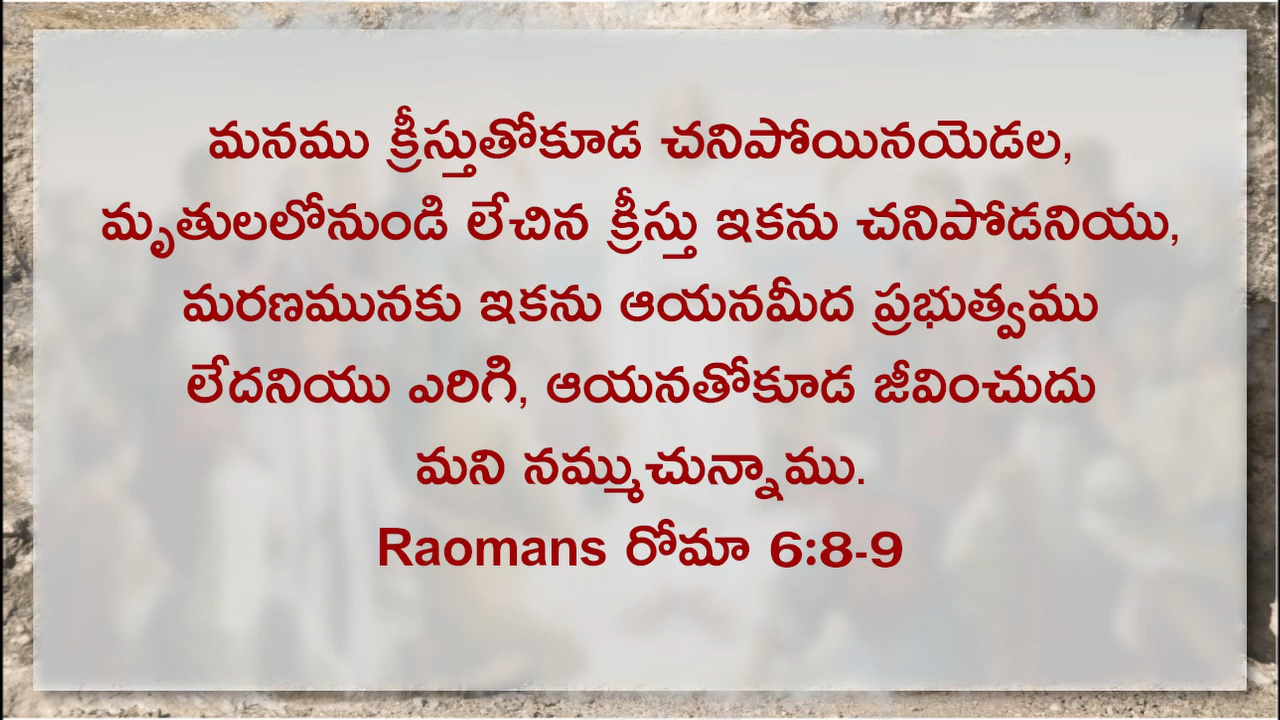 మనము క్రీస్తుతోకూడ చనిపోయినయెడల,
మృతులలోనుండి లేచిన క్రీస్తు ఇకను చనిపోడనియు,
మరణమునకు ఇకను ఆయనమీద ప్రభుత్వము
లేదనియు ఎరిగి, ఆయనతోకూడ జీవించుదు
మని నమ్ముచున్నాము.
Raomans రోమా 6:8-9